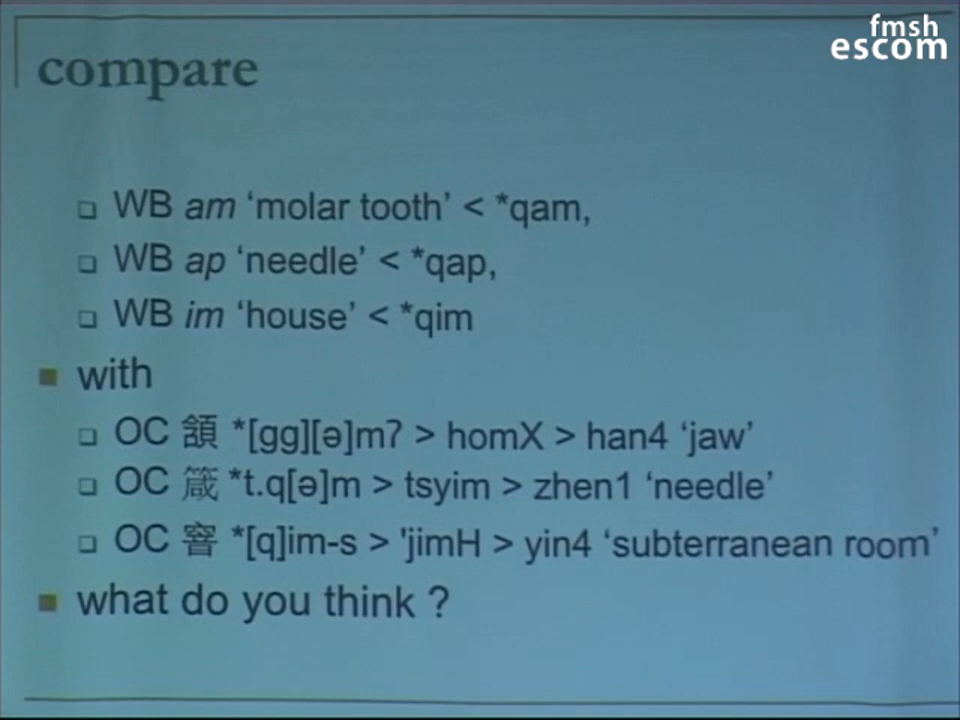 fmsh
escom
compare
WB am ‘molar tooth’ < *qam,
WB ap ‘needle’ < *qap,
WB im ‘house’ < *qim
with
OC 頷 *[gg][ə]mʔ > homX > han4 ‘jaw’
OC 箴 *t.q[ə]m > tsyim > zhen1 ‘needle’
OC 窨 *[q]im-s > 'jimH > yin4 ‘subterranean room’
what do you think ?